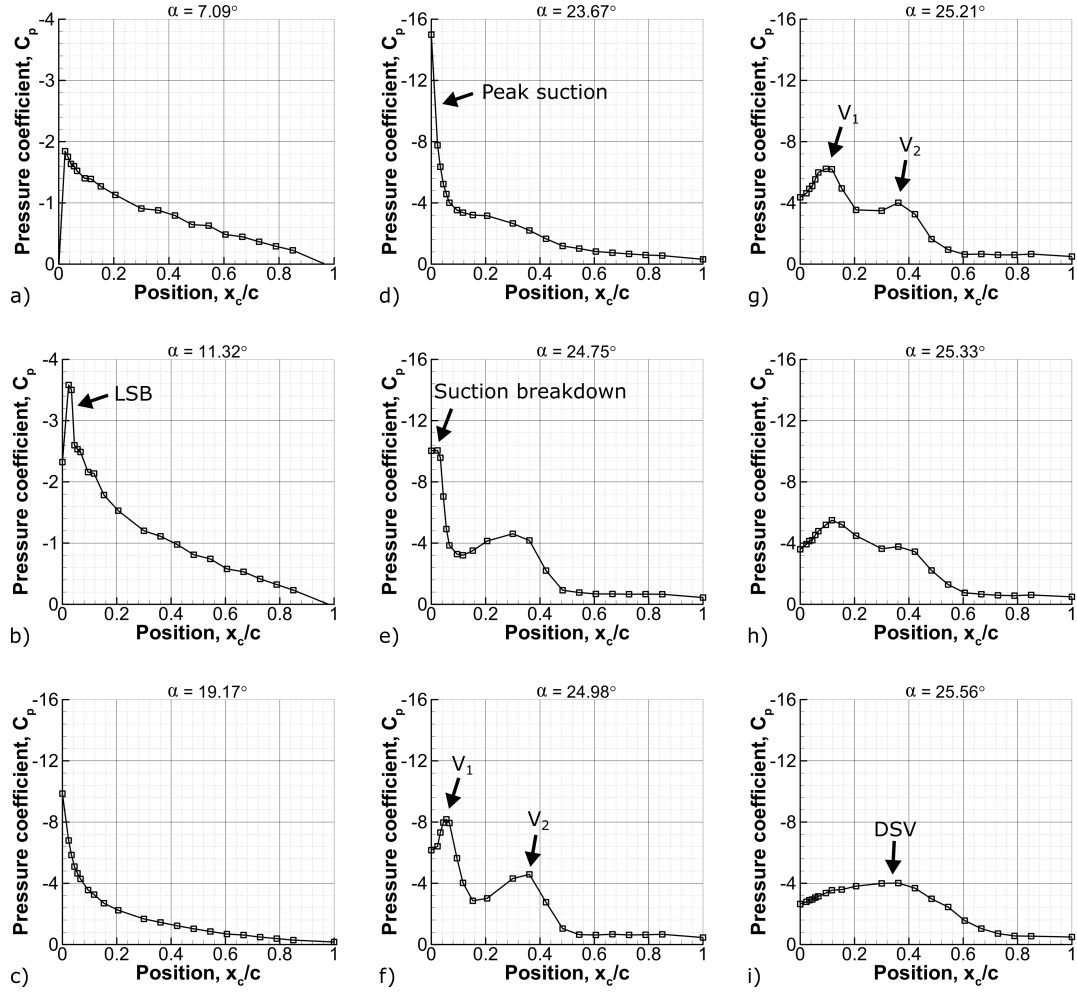 α = 7.09°
Pressure coefficient, Cp
-4
-3
-2
-1
0
0 0.2 0.4 0.6 0.8 1
Position, xc/c
a)
α = 23.67°
Pressure coefficient, Cp
-16
-12
-8
-4
0
Peak suction
0 0.2 0.4 0.6 0.8 1
Position, xc/c
d)
α = 25.21°
Pressure coefficient, Cp
-16
-12
-8
-4
0
V1
V2
0 0.2 0.4 0.6 0.8 1
Position, xc/c
g)
α = 11.32°
Pressure coefficient, Cp
-4
-3
-2
-1
0
LSB
0 0.2 0.4 0.6 0.8 1
Position, xc/c
b)
α = 24.75°
Pressure coefficient, Cp
-16
-12
-8
-4
0
Suction breakdown
0 0.2 0.4 0.6 0.8 1
Position, xc/c
e)
α = 25.33°
Pressure coefficient, Cp
-16
-12
-8
-4
0
0 0.2 0.4 0.6 0.8 1
Position, xc/c
h)
α = 19.17°
Pressure coefficient, Cp
-16
-12
-8
-4
0
0 0.2 0.4 0.6 0.8 1
Position, xc/c
c)
α = 24.98°
Pressure coefficient, Cp
-16
-12
-8
-4
0
V1
V2
0 0.2 0.4 0.6 0.8 1
Position, xc/c
f)
α = 25.56°
Pressure coefficient, Cp
-16
-12
-8
-4
0
DSV
0 0.2 0.4 0.6 0.8 1
Position, xc/c
i)